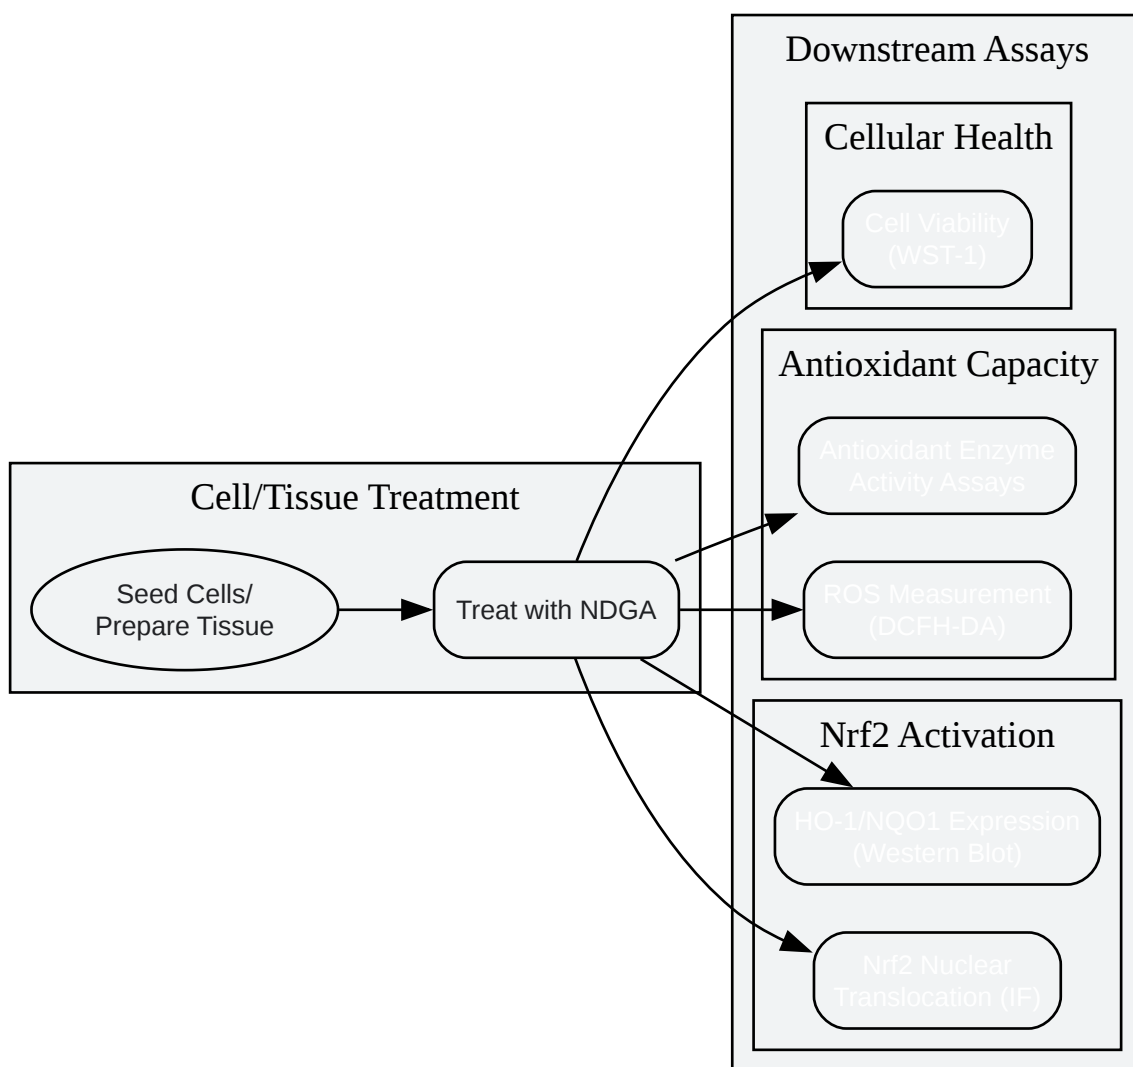 Downstream Assays
Cellular Health
Cell Viability
(WST-1)
Antioxidant Capacity
Antioxidant Enzyme
Activity Assays
ROS Measurement
(DCFH-DA)
Cell/Tissue Treatment
Seed Cells/
Prepare Tissue
Treat with NDGA
Nrf2 Activation
HO-1/NQO1 Expression
(Western Blot)
Nrf2 Nuclear
Translocation (IF)